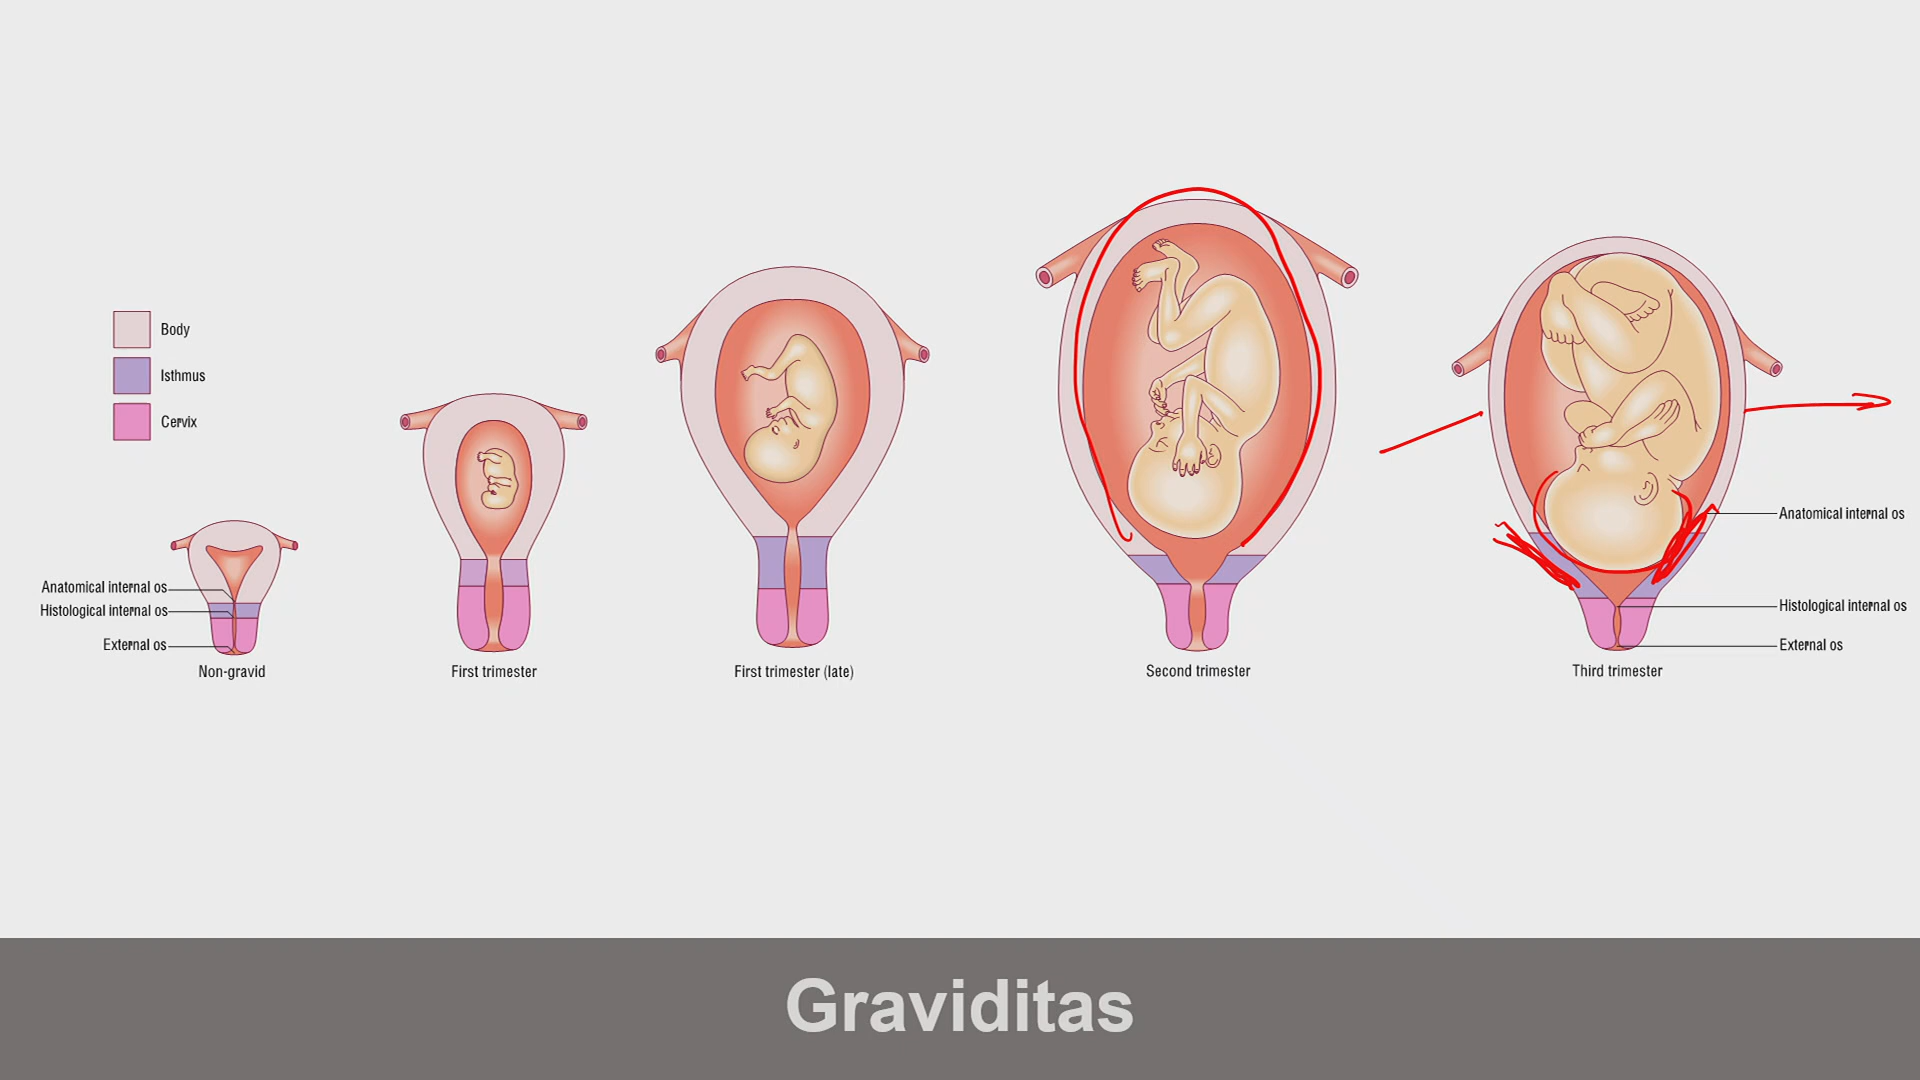 Body
Isthmus
Cervix
Anatomical internal os
Histological internal os
External os
Non-gravid
First trimester
First trimester (late)
Second trimester
Third trimester
Anatomical internal os
Histological internal os
External os
Graviditas